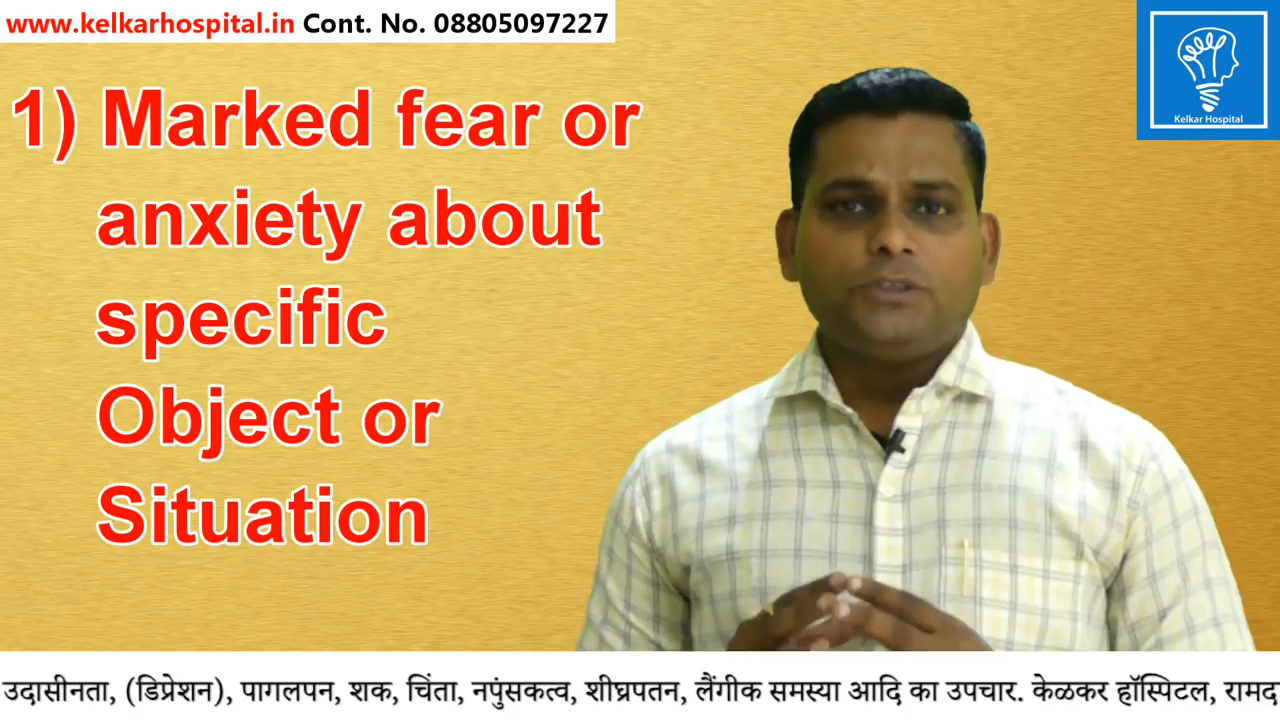 www.kelkarhospital.in Cont. No. 08805097227
Kelkar Hospital
1) Marked fear or
anxiety about
specific
Object or
Situation
उदासीनता, (डिप्रेशन), पागलपन, शक, चिंता, नपुंसकत्व, शीघ्रपतन, लैंगीक समस्या आदि का उपचार. केळकर हॉस्पिटल, रामद